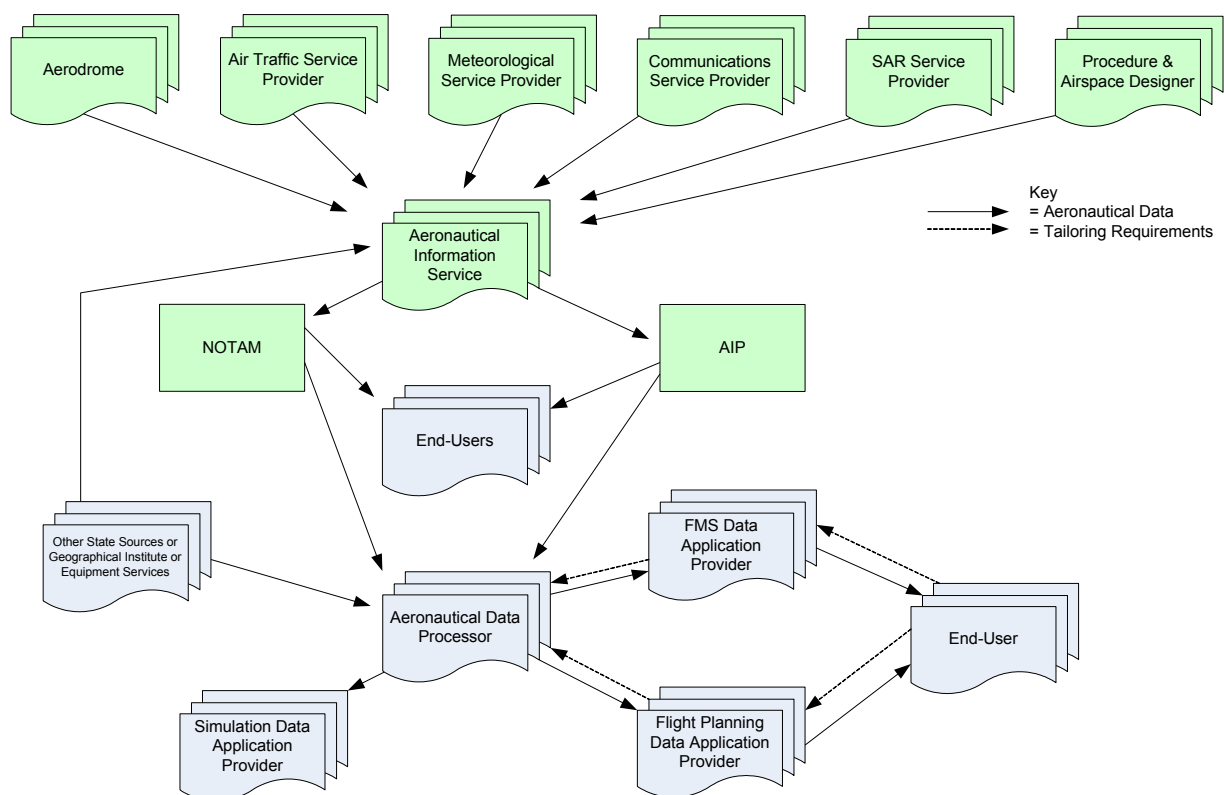 Aerodrome
Air Traffic Service
Provider
Meteorological
Service Provider
Communications
Service Provider
SAR Service
Provider
Procedure &
Airspace Designer
Key
= Aeronautical Data
= Tailoring Requirements
Aeronautical
Information
Service
NOTAM
AIP
End-Users
Other State Sources or
Geographical Institute or
Equipment Services
FMS Data
Application
Provider
Aeronautical Data
Processor
End-User
Simulation Data
Application
Provider
Flight Planning
Data Application
Provider